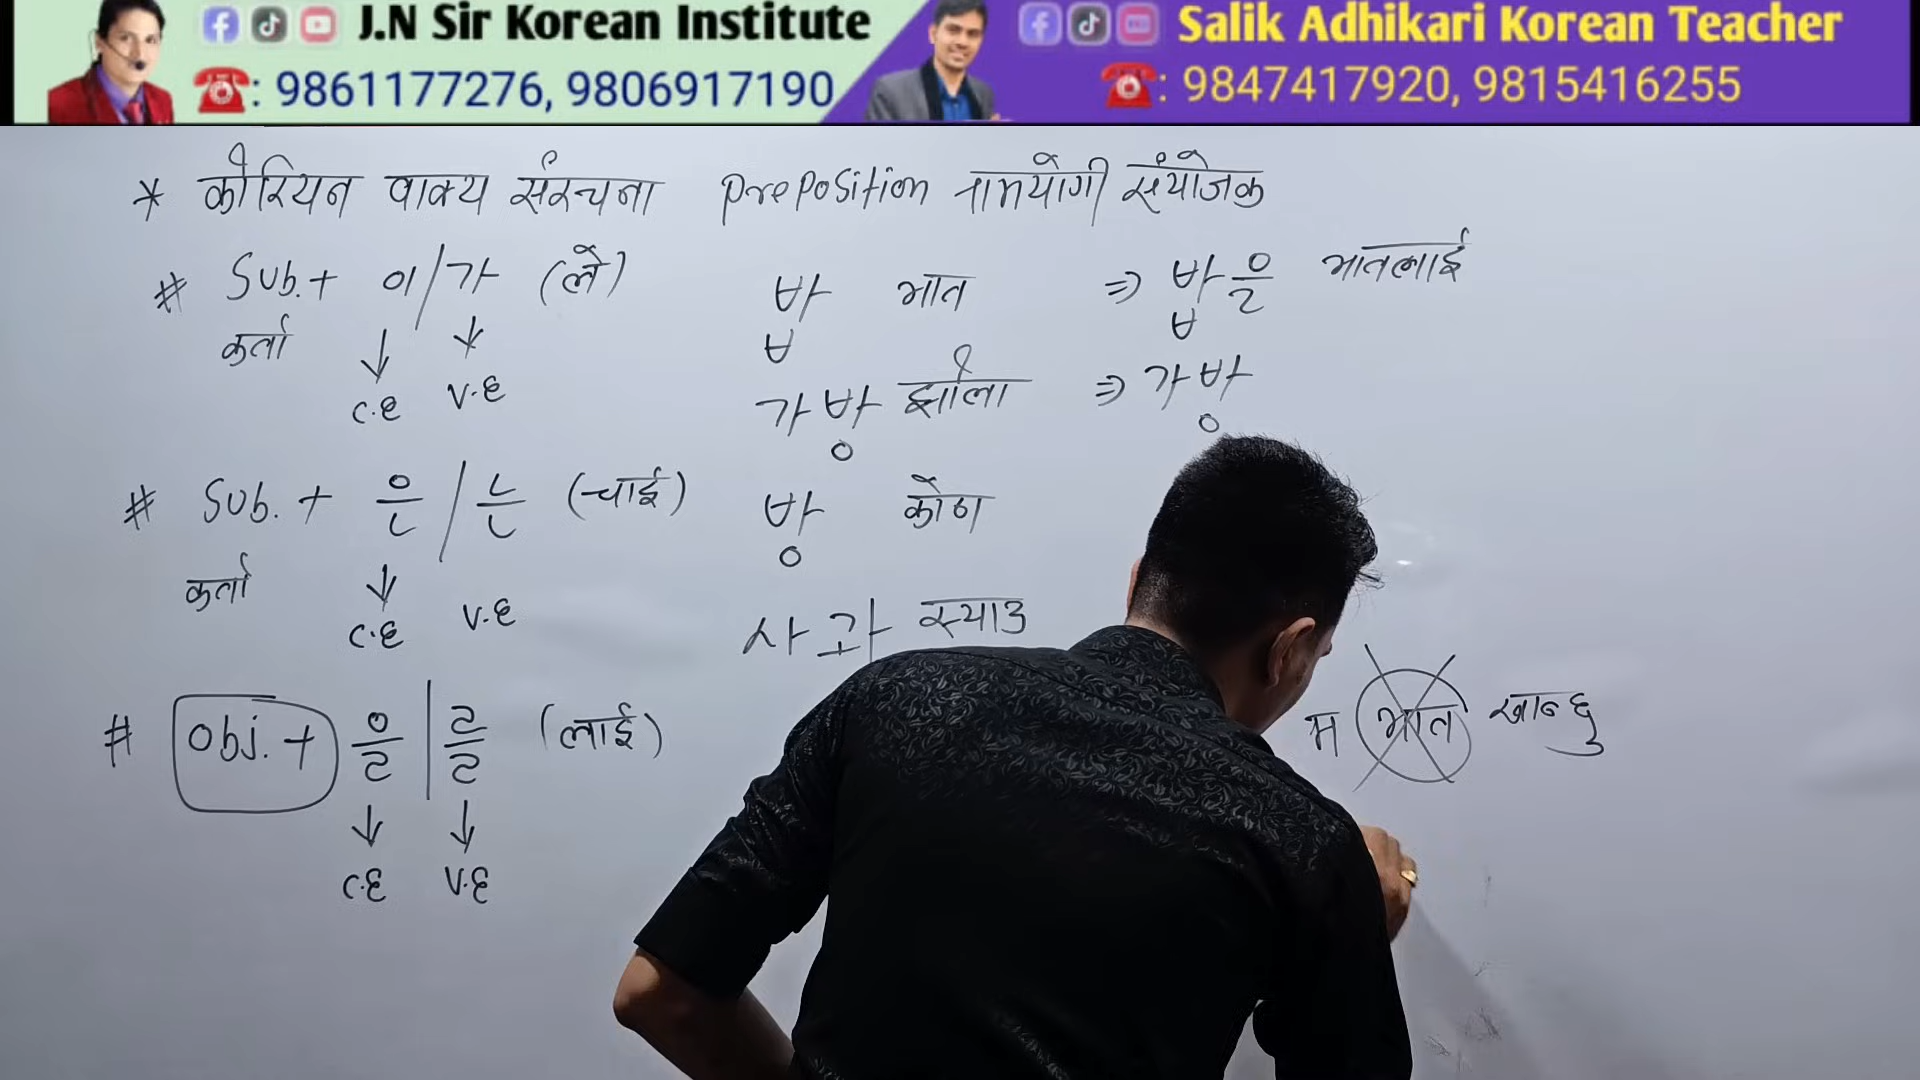 J.N Sir Korean Institute
: 9861177276, 9806917190
Salik Adhikari Korean Teacher
: 9847417920, 9815416255
* कोरियन वाक्य संरचना preposition नामयोगी संयोजक
# Sub. + 이/가 (ले)
कर्ता
C.E V.E
# Sub. + 은/는 (चाई)
कर्ता
C.E V.E
# obj. + 을/를 (लाई)
C.E V.E
밥 भात ⇒ 밥을 भातलाई
가방 झोला ⇒ 가방
방 कोठा
사과 स्याउ
म भात खान्छु